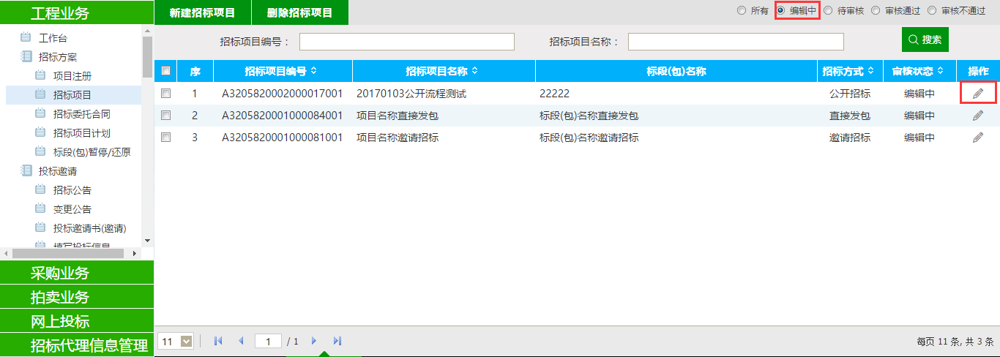 工程业务
工作台
招标方案
项目注册
招标项目
招标委托合同
招标项目计划
标段(包)暂停/还原
投标邀请
招标公告
变更公告
投标邀请书(邀请)
填写投标信息
采购业务
拍卖业务
网上投标
招标代理信息管理
新建招标项目 删除招标项目 所有 编辑中 待审核 审核通过 审核不通过
招标项目编号： 招标项目名称： 搜索
序 招标项目编号 招标项目名称 标段(包)名称 招标方式 审核状态 操作
1 A3205820002000017001 20170103公开流程测试 22222 公开招标 编辑中
2 A3205820001000084001 项目名称直接发包 标段(包)名称直接发包 直接发包 编辑中
3 A3205820001000081001 项目名称邀请招标 标段(包)名称邀请招标 邀请招标 编辑中
11 1 / 1 每页 11 条, 共 3 条